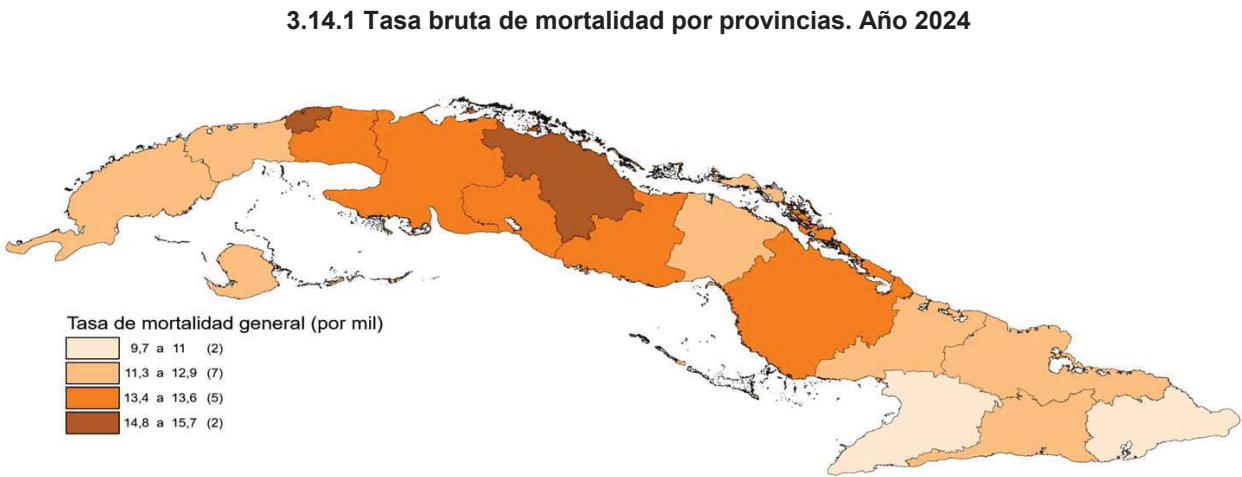 3.14.1 Tasa bruta de mortalidad por provincias. Año 2024
Tasa de mortalidad general (por mil)
9,7 a 11 (2)
11,3 a 12,9 (7)
13,4 a 13,6 (5)
14,8 a 15,7 (2)